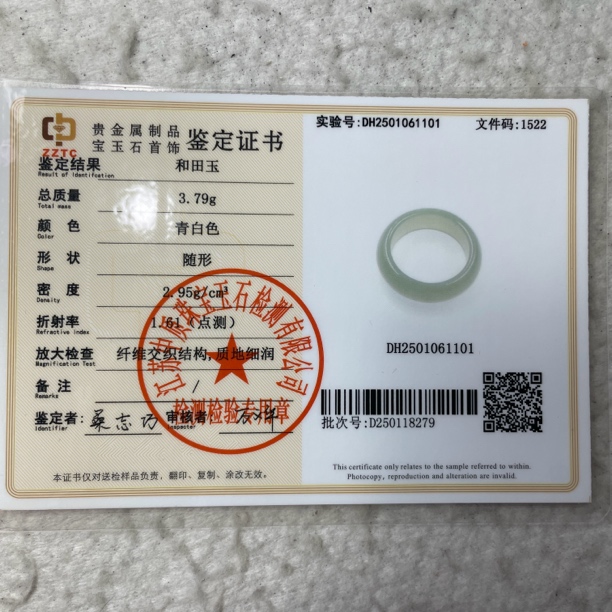 ZZTC
贵金属制品
宝玉石首饰
鉴定证书
鉴定结果 和田玉
Result of identification
总质量 3.79g
Total mass
颜 色 青白色
Color
形 状 随形
Shape
密 度 2.95g/cm³
Density
折射率 1.61（点测）
Refractive index
放大检查 纤维交织结构,质地细润
Magnification Test
备 注 /
Remarks
鉴定者: 审核者
Identifier Inspector
本证书仅对送检样品负责，翻印、复制、涂改无效。
检测检验专用章
实验号:DH2501061101 文件码:1522
DH2501061101
批次号:D250118279
This certificate only relates to the sample referred to within.
Photocopy, reproduction and alteration are invalid.